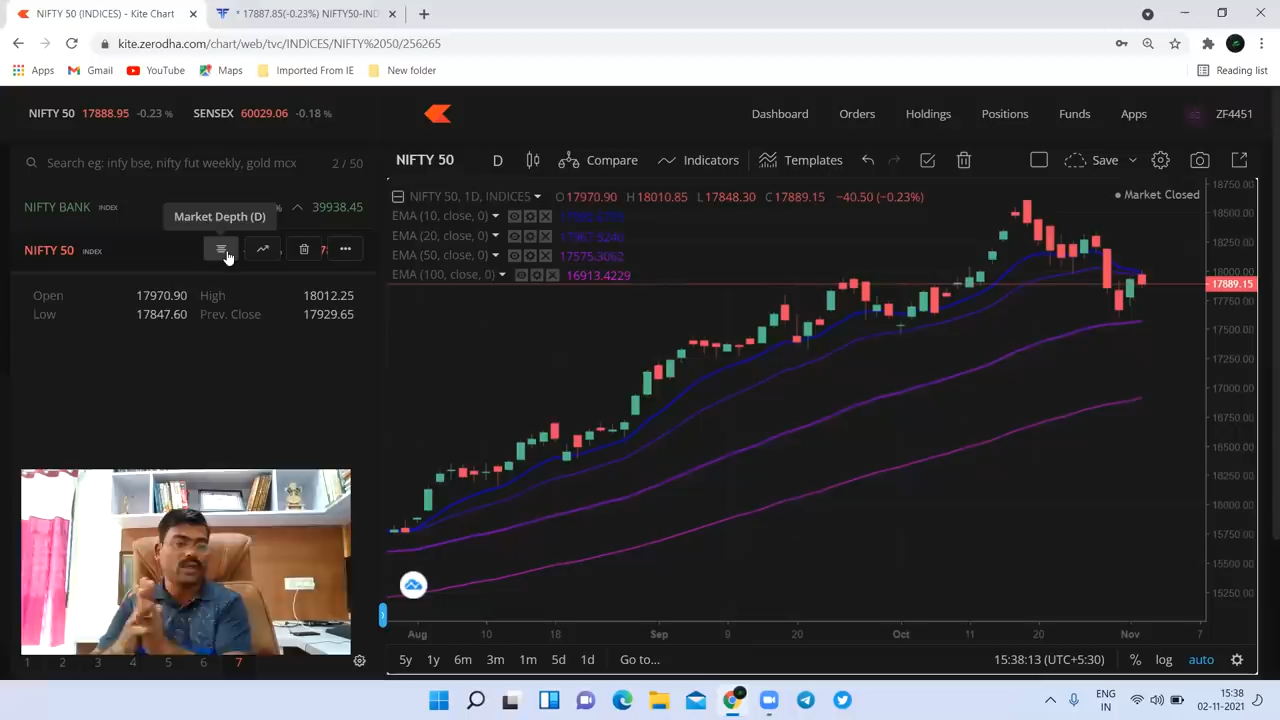 NIFTY 50 (INDICES) - Kite Chart
* 17887.85(-0.23%) NIFTY50-IND
kite.zerodha.com/chart/web/tvc/INDICES/NIFTY%2050/256265
Apps Gmail YouTube Maps Imported From IE New folder Reading list
NIFTY 50 17888.95 -0.23 % SENSEX 60029.06 -0.18 %
Dashboard Orders Holdings Positions Funds Apps ZF4451
Search eg: infy bse, nifty fut weekly, gold mcx 2 / 50
NIFTY 50 D Compare Indicators Templates Save
NIFTY BANK INDEX % 39938.45
Market Depth (D)
NIFTY 50 INDEX
Open 17970.90 High 18012.25
Low 17847.60 Prev. Close 17929.65
NIFTY 50, 1D, INDICES O17970.90 H18010.85 L17848.30 C17889.15 −40.50 (−0.23%)
Market Closed
EMA (10, close, 0)
EMA (20, close, 0)
EMA (50, close, 0) 17575.3062
EMA (100, close, 0) 16913.4229
18750.00
18500.00
18250.00
18000.00
17889.15
17750.00
17500.00
17250.00
17000.00
16750.00
16500.00
16250.00
16000.00
15750.00
15500.00
15250.00
Aug 10 18 Sep 9 20 Oct 11 20 Nov 7
5y 1y 6m 3m 1m 5d 1d Go to... 15:38:13 (UTC+5:30) % log auto
1 2 3 4 5 6 7
ENG
IN
15:38
02-11-2021